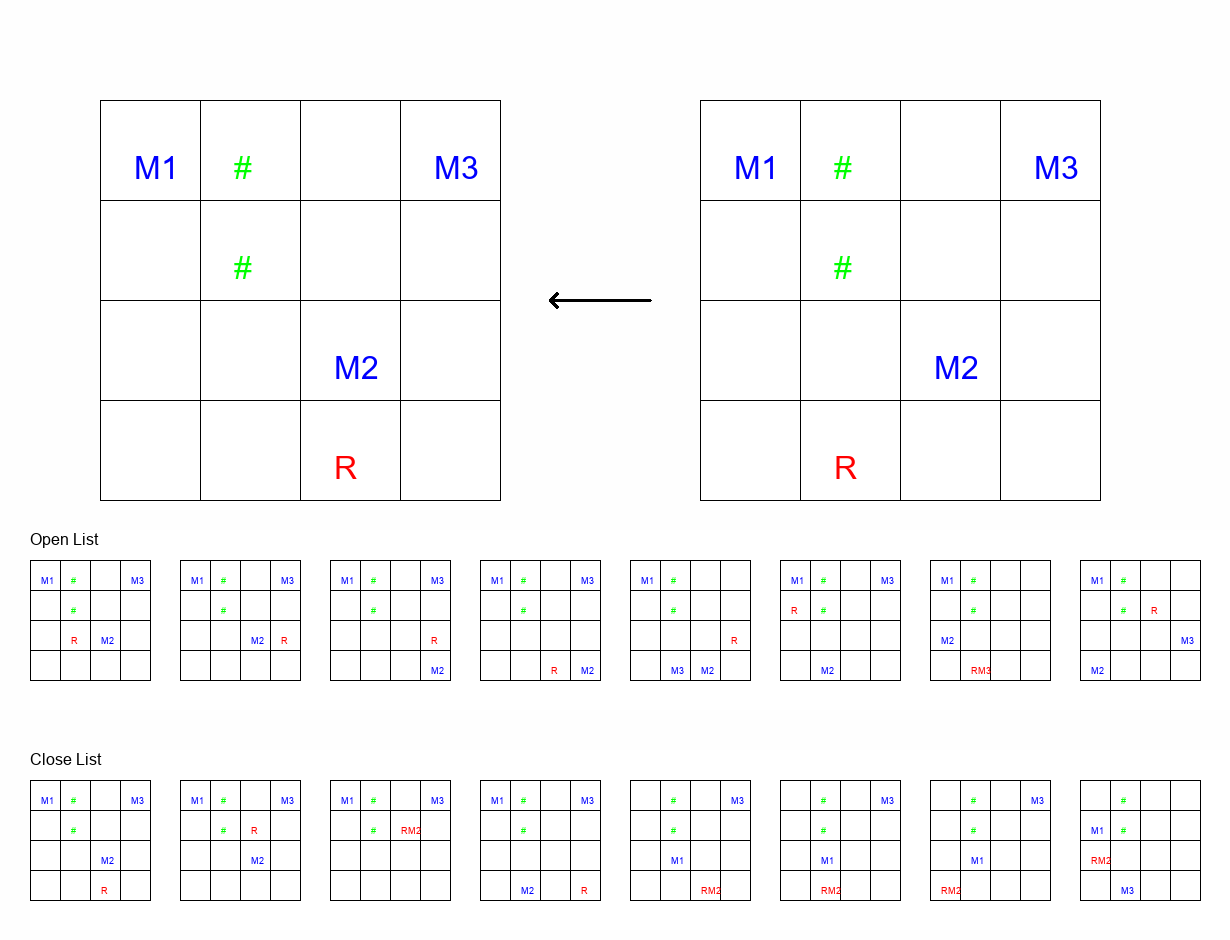 M1 # M3 M1 # M3
# #
M2 M2
R R
Open List
M1 # M3 M1 # M3 M1 # M3 M1 # M3 M1 # M1 # M3 M1 # M1 #
# # # # # R # # # R
R M2 M2 R R R M2 M3
M2 R M2 M3 M2 M2 RM3 M2
Close List
M1 # M3 M1 # M3 M1 # M3 M1 # M3 # M3 # M3 # M3 #
# # R # RM2 # # # # M1 #
M2 M2 M1 M1 M1 RM2
R M2 R RM2 RM2 RM2 M3